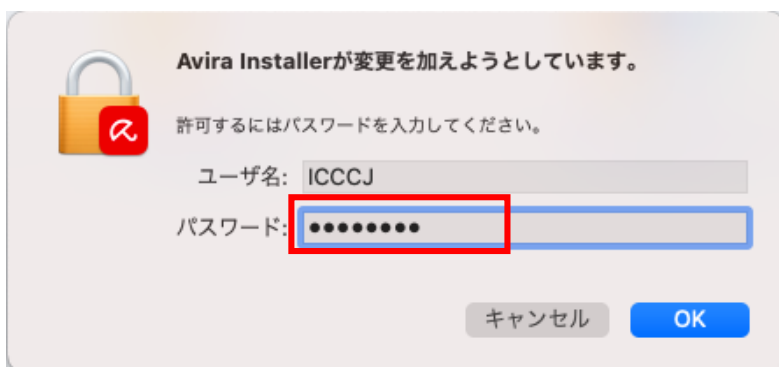 Avira Installerが変更を加えようとしています。
許可するにはパスワードを入力してください。
ユーザ名: ICCCJ
パスワード: ●●●●●●●●
キャンセル OK